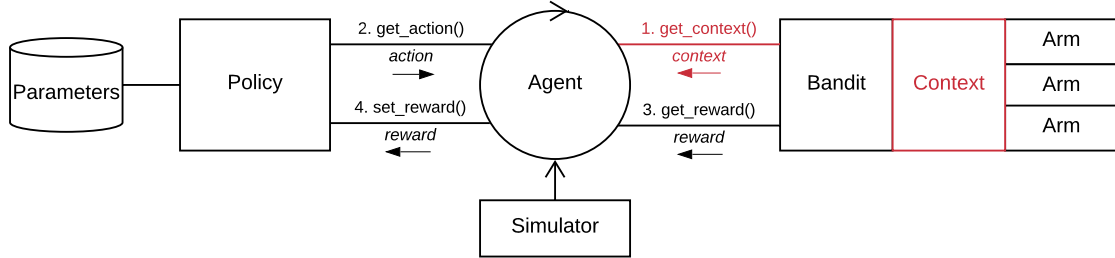 Parameters
Policy
2. get_action()
action
4. set_reward()
reward
Agent
1. get_context()
context
3. get_reward()
reward
Bandit
Context
Arm
Arm
Arm
Simulator